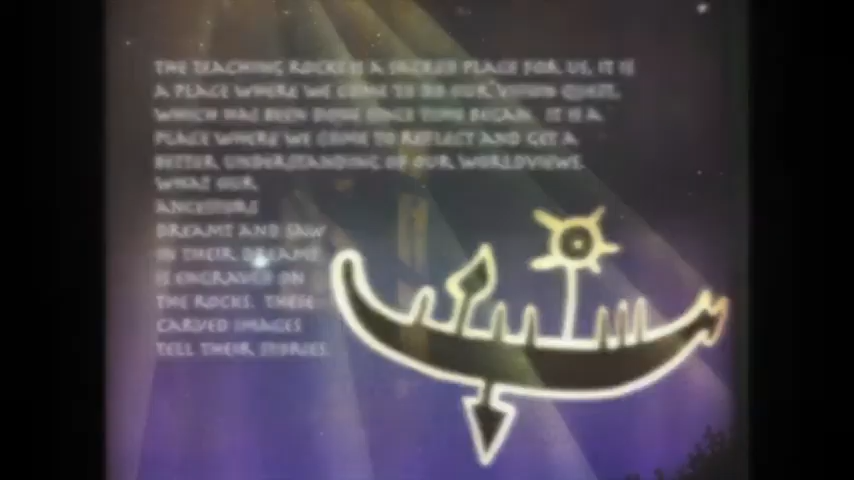 THE TEACHING ROCKS IS A SACRED PLACE FOR US, IT IS
A PLACE WHERE WE COME TO DO OUR VISION QUEST,
WHICH HAS BEEN DONE SINCE TIME BEGAN. IT IS A
PLACE WHERE WE COME TO REFLECT AND GET A
BETTER UNDERSTANDING OF OUR WORLDVIEWS.
WHAT OUR
ANCESTORS
DREAMT AND SAW
IN THEIR DREAMS
IS ENGRAVED ON
THE ROCKS. THESE
CARVED IMAGES
TELL THEIR STORIES.